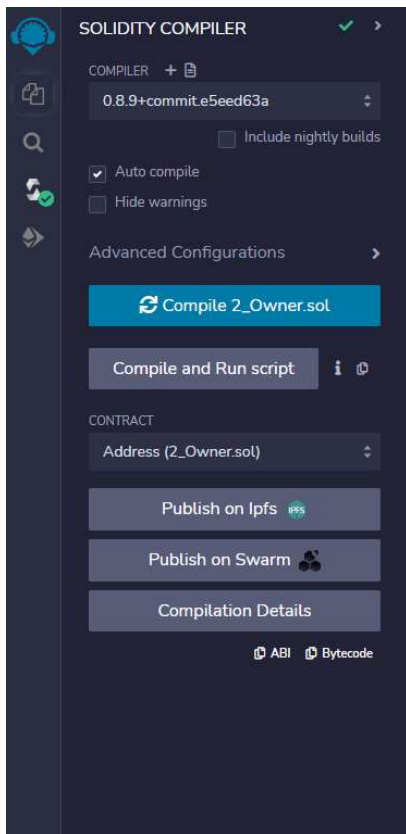 SOLIDITY COMPILER
COMPILER +
0.8.9+commit.e5eed63a
Include nightly builds
Auto compile
Hide warnings
Advanced Configurations
Compile 2_Owner.sol
Compile and Run script
CONTRACT
Address (2_Owner.sol)
Publish on Ipfs IPFS
Publish on Swarm
Compilation Details
ABI Bytecode